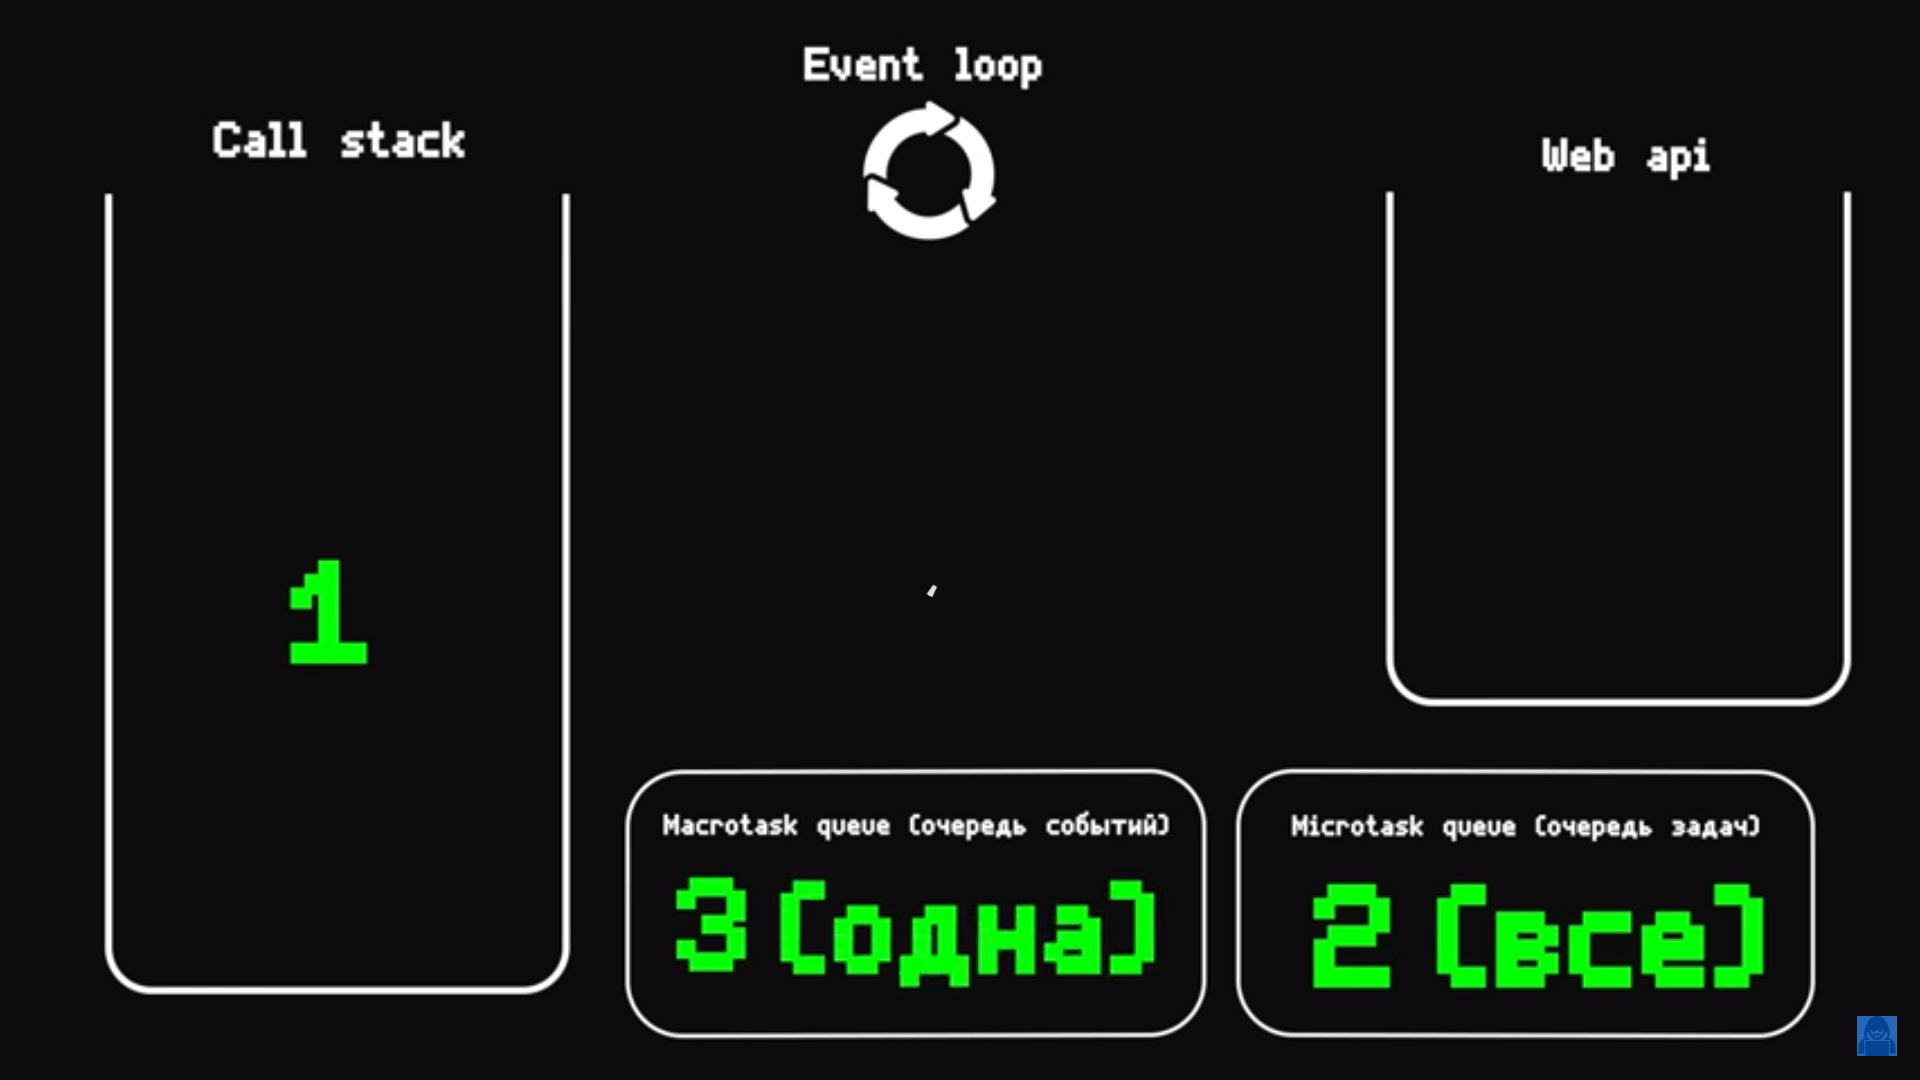 Event loop
Call stack
Web api
1
Macrotask queue (очередь событий)
3 (одна)
Microtask queue (очередь задач)
2 (все)